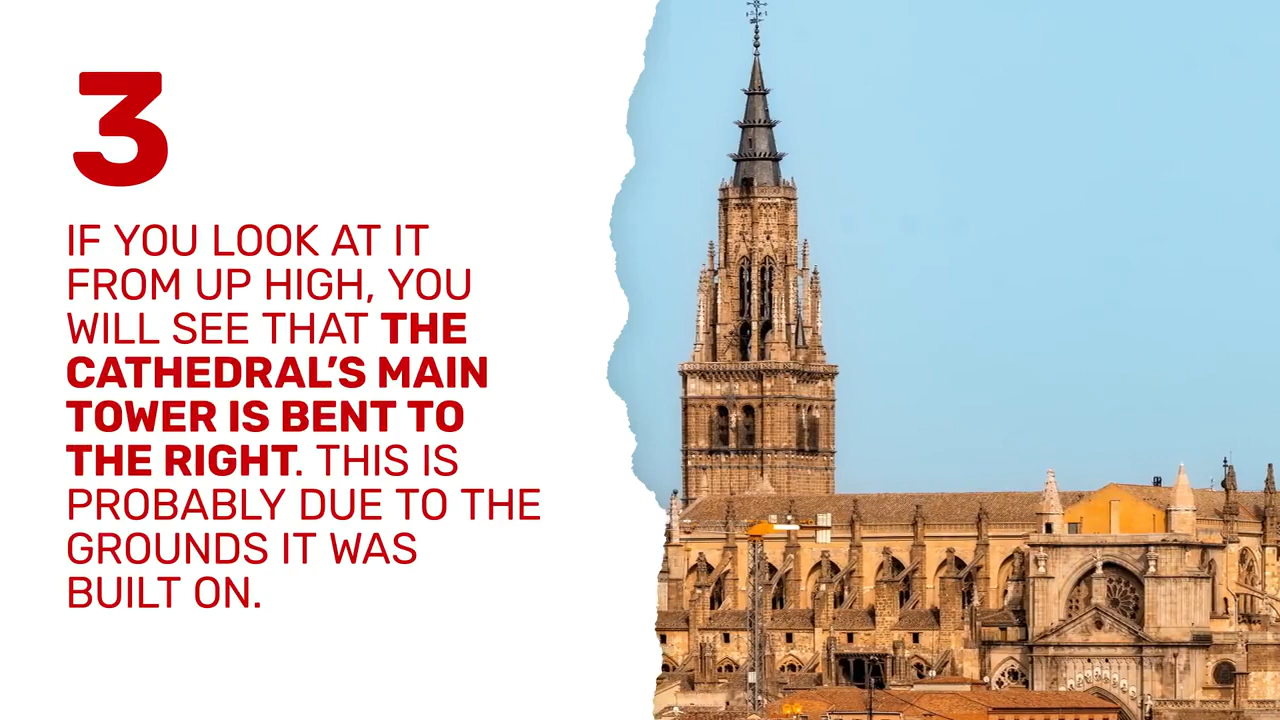 3
IF YOU LOOK AT IT
FROM UP HIGH, YOU
WILL SEE THAT THE
CATHEDRAL’S MAIN
TOWER IS BENT TO
THE RIGHT. THIS IS
PROBABLY DUE TO THE
GROUNDS IT WAS
BUILT ON.